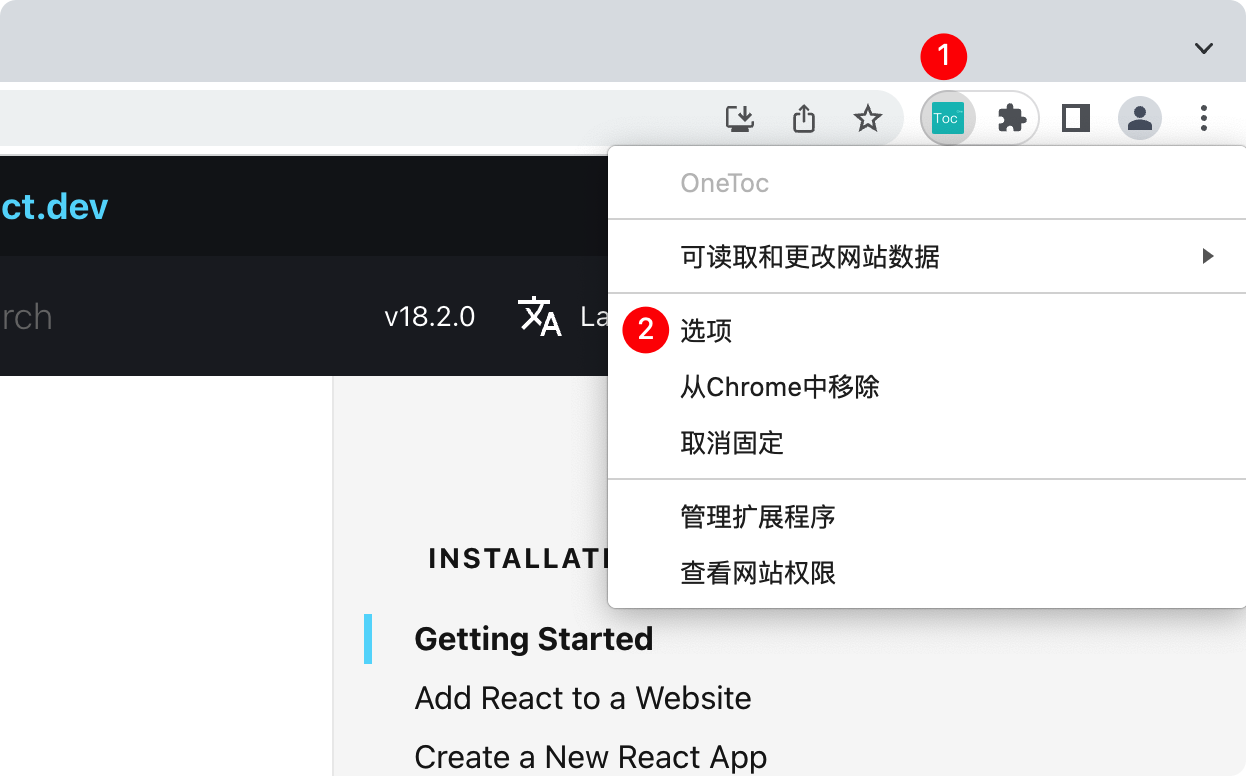 1
Toc
OneToc
ct.dev
可读取和更改网站数据
rch
v18.2.0
La
2
选项
从Chrome中移除
取消固定
管理扩展程序
INSTALLATI
查看网站权限
Getting Started
Add React to a Website
Create a New React App